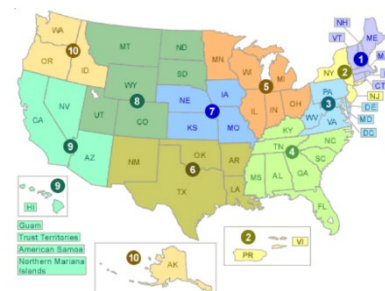 NH
VT
ME
WA
MT
ND
MN
10
OR
ID
SD
WI
MI
NY
2
1
CT
NJ
WY
8
5
PA
3
DE
MD
DC
NV
UT
CO
NE
IA
7
IL
IN
OH
WV
VA
CA
9
KS
MO
KY
AZ
NM
OK
AR
TN
NC
4
SC
6
TX
LA
MS
AL
GA
FL
9
HI
Guam
Trust Territories
American Samoa
Northern Mariana
Islands
10
AK
2
PR
VI